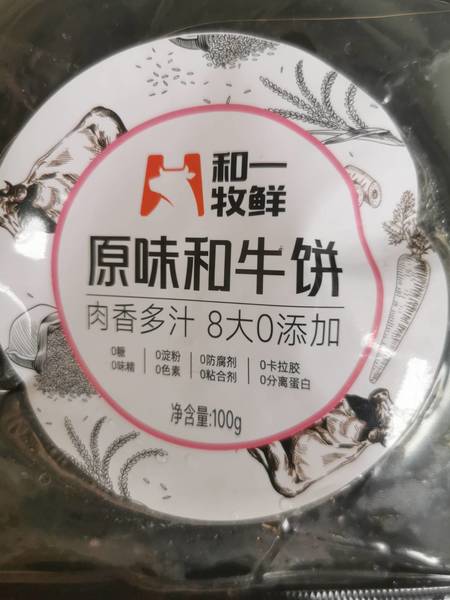 和一
牧鲜
原味和牛饼
肉香多汁 8大0添加
0糖 0淀粉 0防腐剂 0卡拉胶
0味精 0色素 0粘合剂 0分离蛋白
净含量:100g